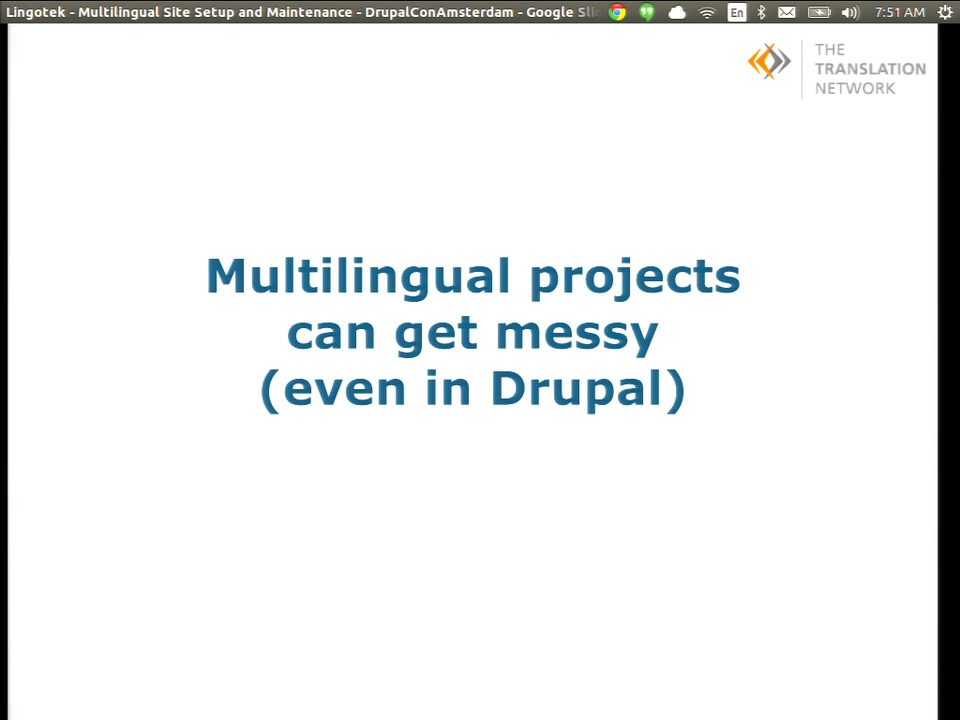 Lingotek - Multilingual Site Setup and Maintenance - DrupalConAmsterdam - Google
En
7:51 AM
THE
TRANSLATION
NETWORK
Multilingual projects
can get messy
(even in Drupal)